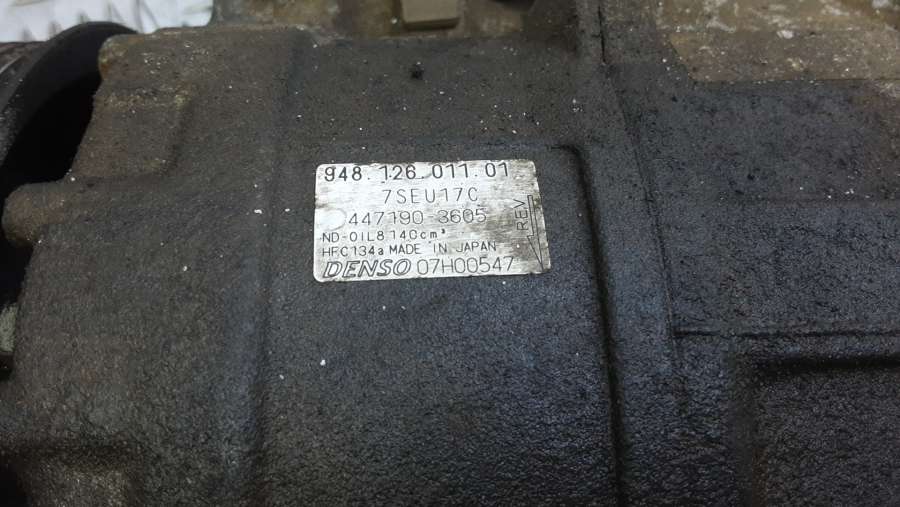 948.126.011.01
7SEU17C
447190-3605
REV
ND-OIL8 140cm³
HFC134a MADE IN JAPAN
DENSO 07H00547